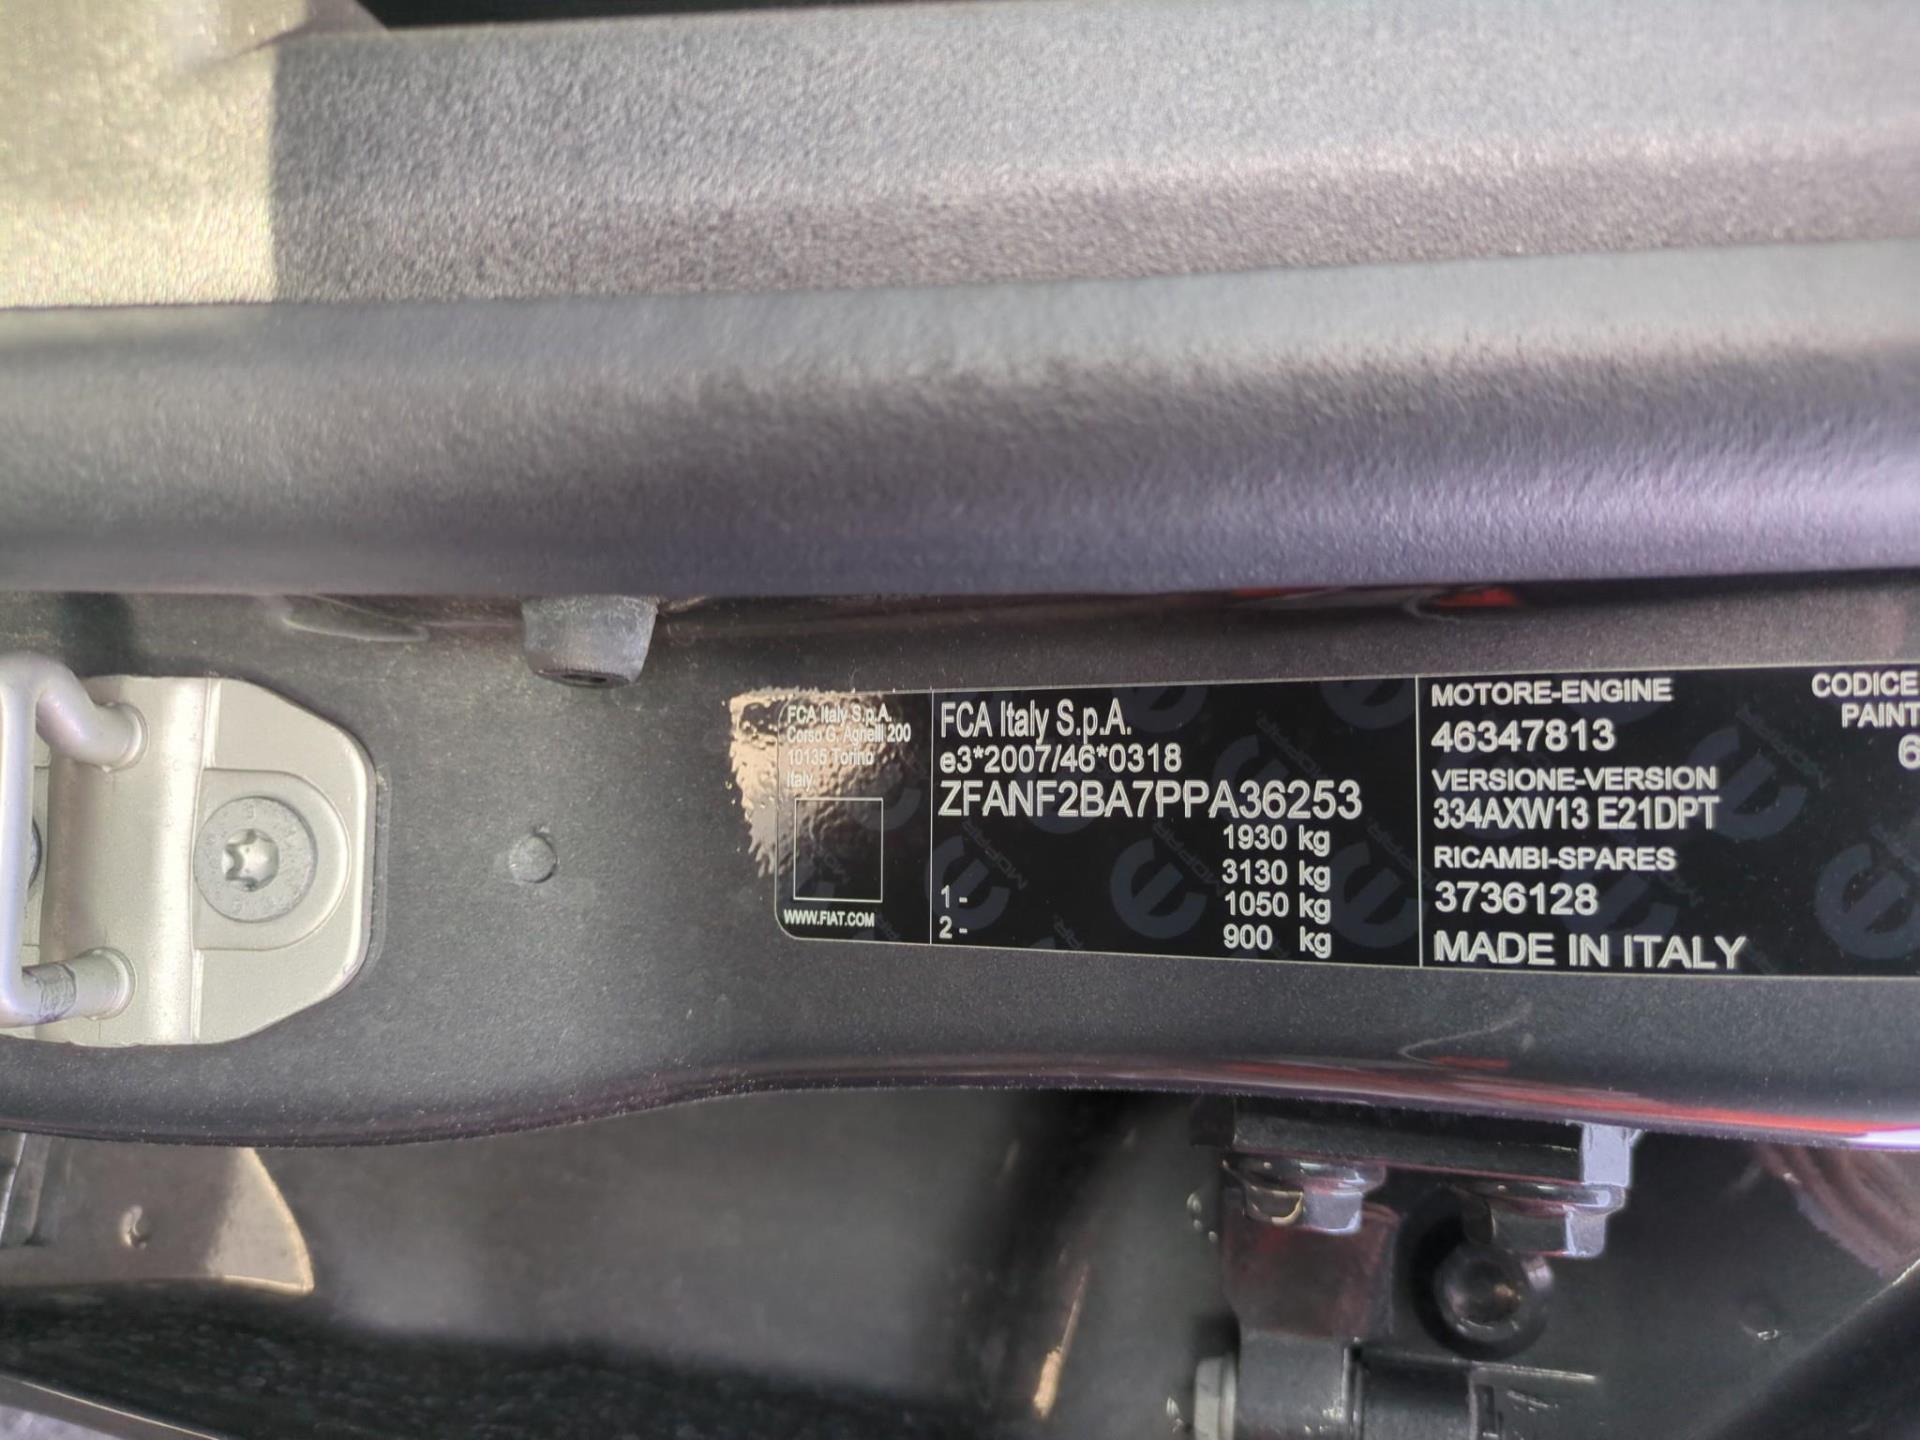 FCA Italy S.p.A.
Corso G. Agnelli 200
10135 Torino
Italy
WWW.FIAT.COM
FCA Italy S.p.A.
e3*2007/46*0318
ZFANF2BA7PPA36253
1930 kg
3130 kg
1 - 1050 kg
2 - 900 kg
MOTORE-ENGINE
46347813
VERSIONE-VERSION
334AXW13 E21DPT
RICAMBI-SPARES
3736128
MADE IN ITALY
CODICE
PAINT
6
MOPAR